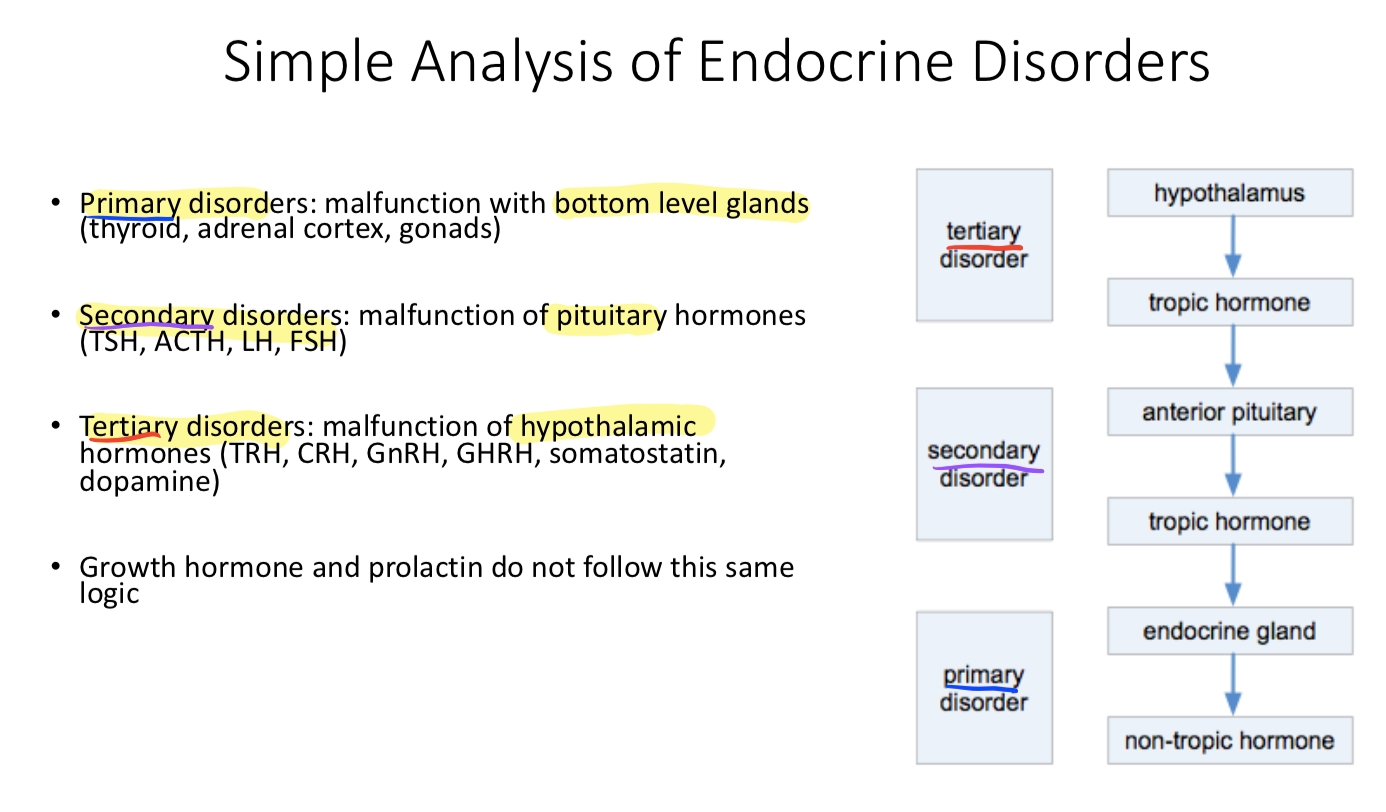 Simple Analysis of Endocrine Disorders
• Primary disorders: malfunction with bottom level glands
(thyroid, adrenal cortex, gonads)
• Secondary disorders: malfunction of pituitary hormones
(TSH, ACTH, LH, FSH)
• Tertiary disorders: malfunction of hypothalamic
hormones (TRH, CRH, GnRH, GHRH, somatostatin,
dopamine)
• Growth hormone and prolactin do not follow this same
logic
tertiary
disorder
secondary
disorder
primary
disorder
hypothalamus
tropic hormone
anterior pituitary
tropic hormone
endocrine gland
non-tropic hormone